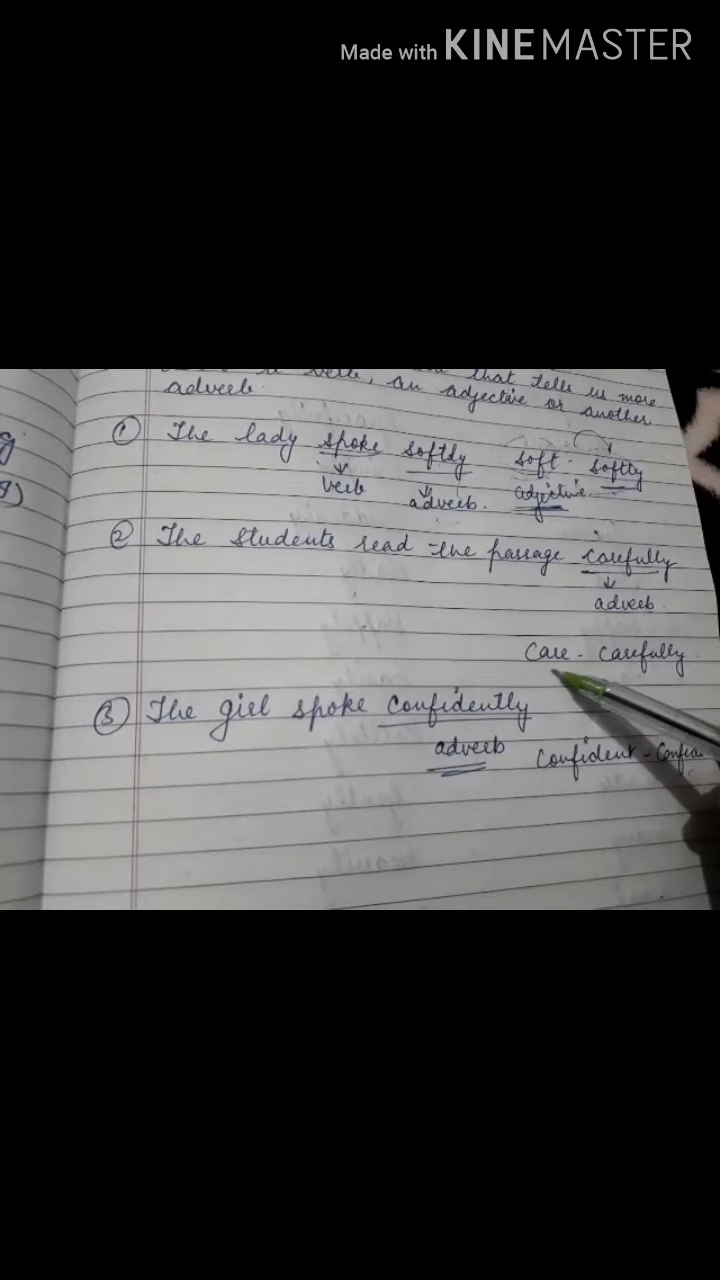 Made with KINEMASTER
verb, an that tells us more
adverb. an adjective or another
① The lady spoke softly soft - softly
verb adverb. adjective
② The students read the passage carefully
adverb
Care - carefully
③ The girl spoke confidently
adverb Confident -